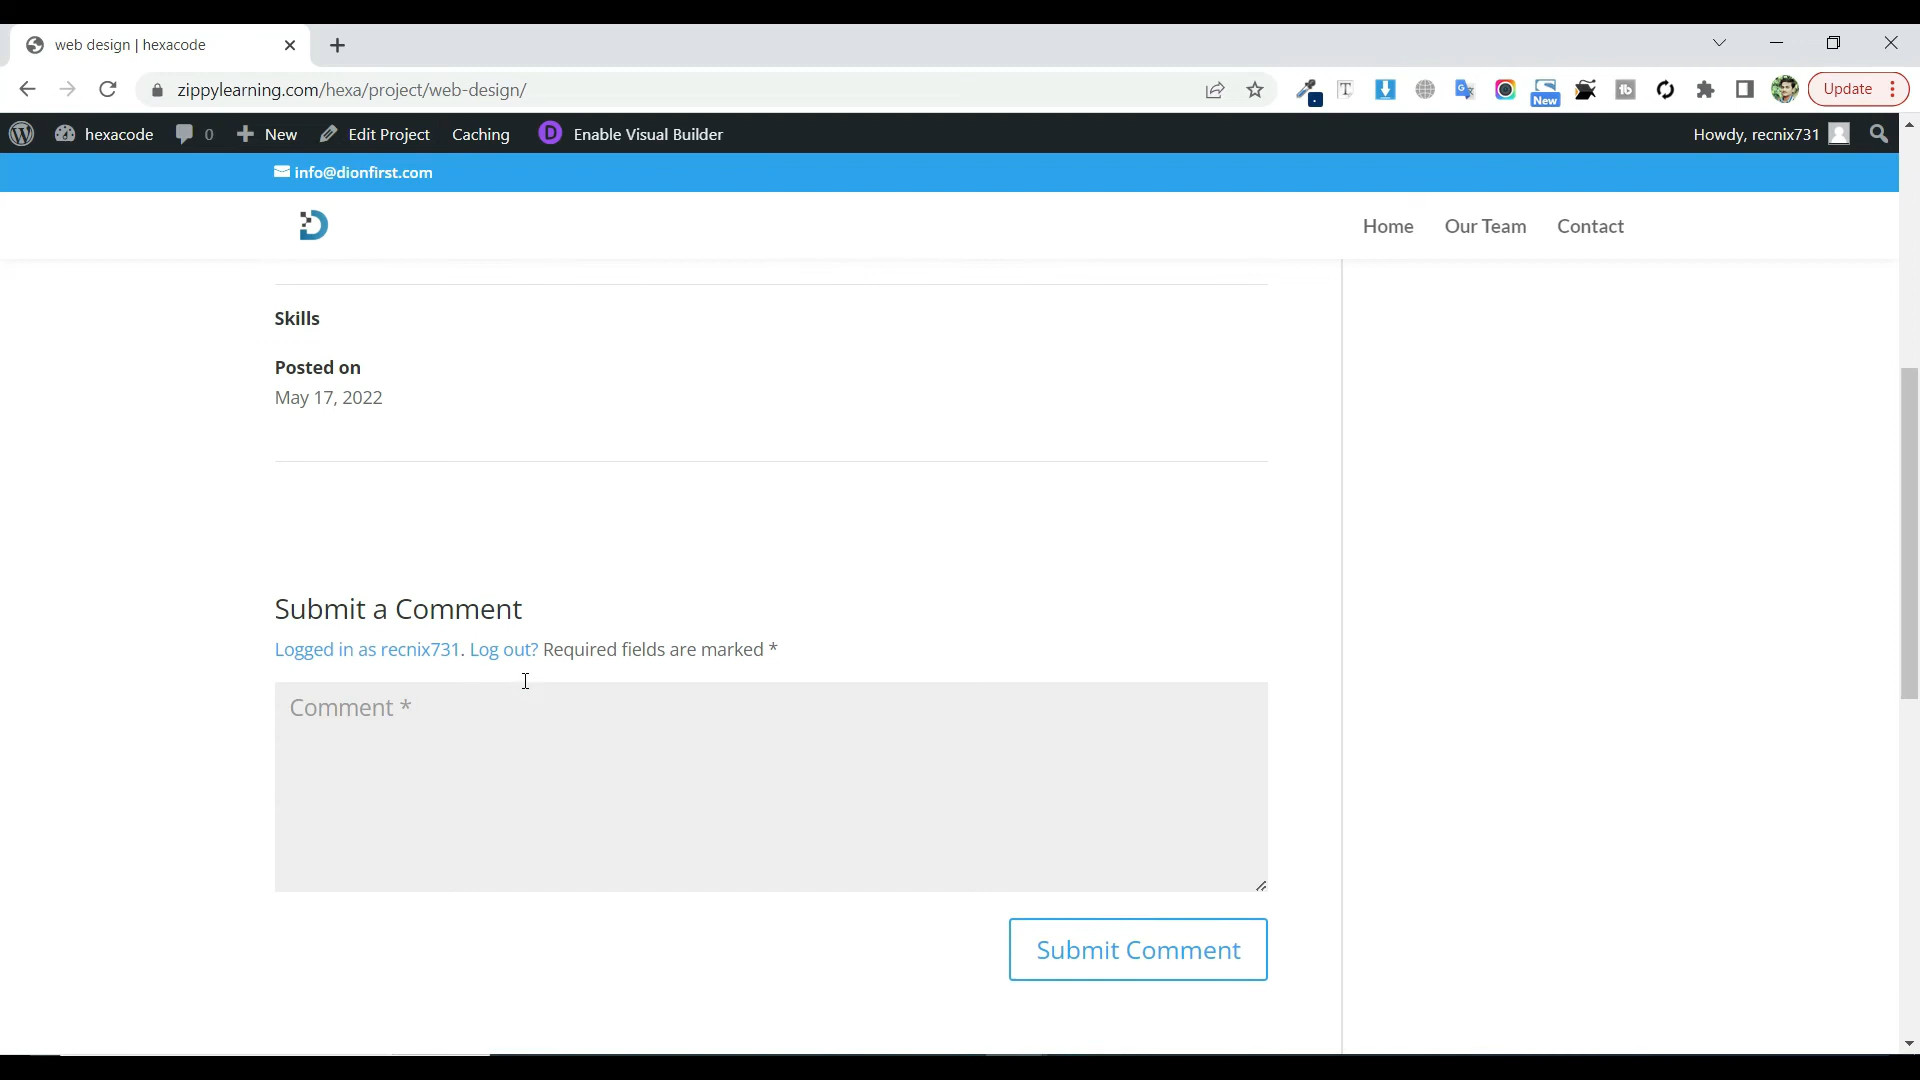 web design | hexacode
zippylearning.com/hexa/project/web-design/
New
Update
hexacode 0 New Edit Project Caching D Enable Visual Builder Howdy, recnix731
info@dionfirst.com
Home Our Team Contact
Skills
Posted on
May 17, 2022
Submit a Comment
Logged in as recnix731. Log out? Required fields are marked *
Comment *
Submit Comment